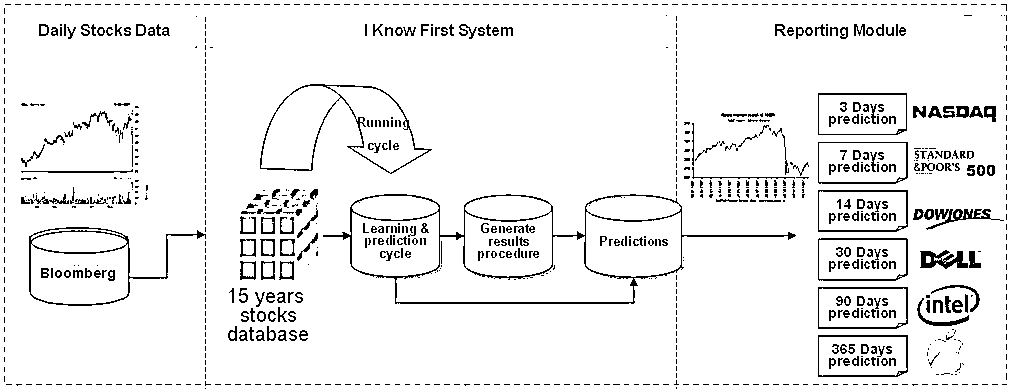 Daily Stocks Data
Bloomberg
I Know First System
Running
cycle
15 years
stocks
database
Learning &
prediction
cycle
Generate
results
procedure
Predictions
Reporting Module
3 Days
prediction
NASDAQ
7 Days
prediction
STANDARD
&POOR'S
500
14 Days
prediction
DOWJONES
30 Days
prediction
DELL
90 Days
prediction
intel
365 Days
prediction